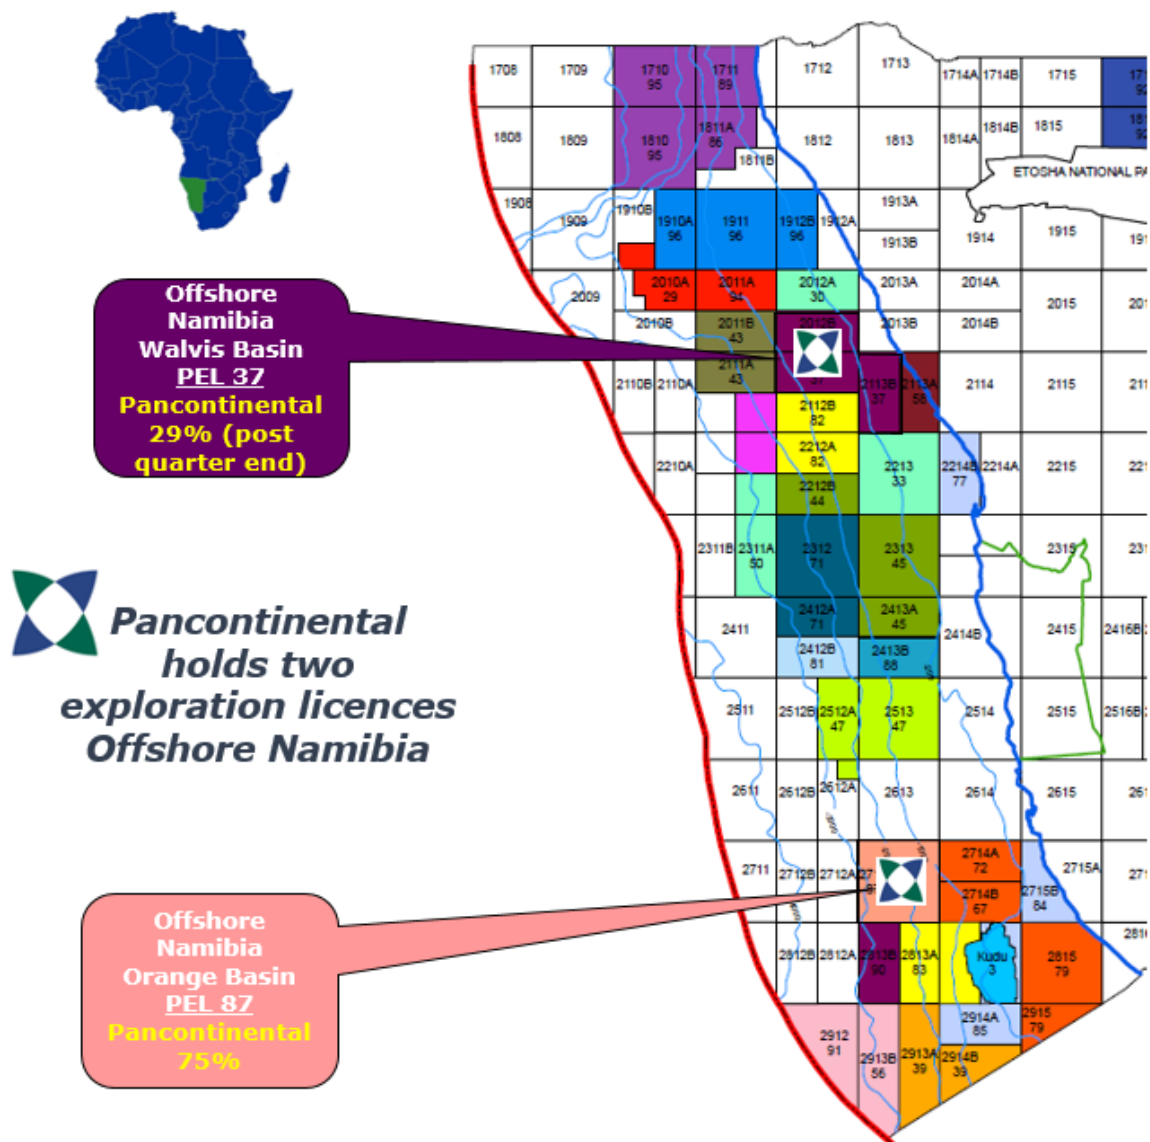 Offshore
Namibia
Walvis Basin
PEL 37
Pancontinental
29% (post
quarter end)
Pancontinental
holds two
exploration licences
Offshore Namibia
Offshore
Namibia
Orange Basin
PEL 87
Pancontinental
75%
1708 1709 1710 1711 1712 1713 1714A 1714B 1715
95 89
1808 1809 1810 1811A 1812 1813 1814A 1814B 1815
95 86
1811B
ETOSHA NATIONAL
1908 1909 1910B 1910A 1911 1912B 1912A 1913A 1914 1915
96 96 96
1913B
2009 2010A 2011A 2012A 2013A 2014A 2015
29 94 30
2010B 2011B 2012B 2013B 2014B
43
37
2110B 2110A 2111A 2113B 2113A 2114 2115
43 37 58
2112B
82
2210A 2212A 2213 2214B 2214A 2215
82 33 77
2212B
44
2311B 2311A 2312 2313 2315
50 71 45
2411 2412A 2413A 2414B 2415 2416B
71 45
2412B 2413B
81 88
2511 2512B 2512A 2513 2514 2515 2516B
47 47
2611 2612B 2612A 2613 2614 2615
2711 2712B 2712A 2714A 2715A
72
2714B 2715B
67 84
2812B 2812A 2813B 2813A Kudu 2815
90 83 3 79
2912 2913B 2913A 2914A 2915
91 56 39 85 79
2914B
39